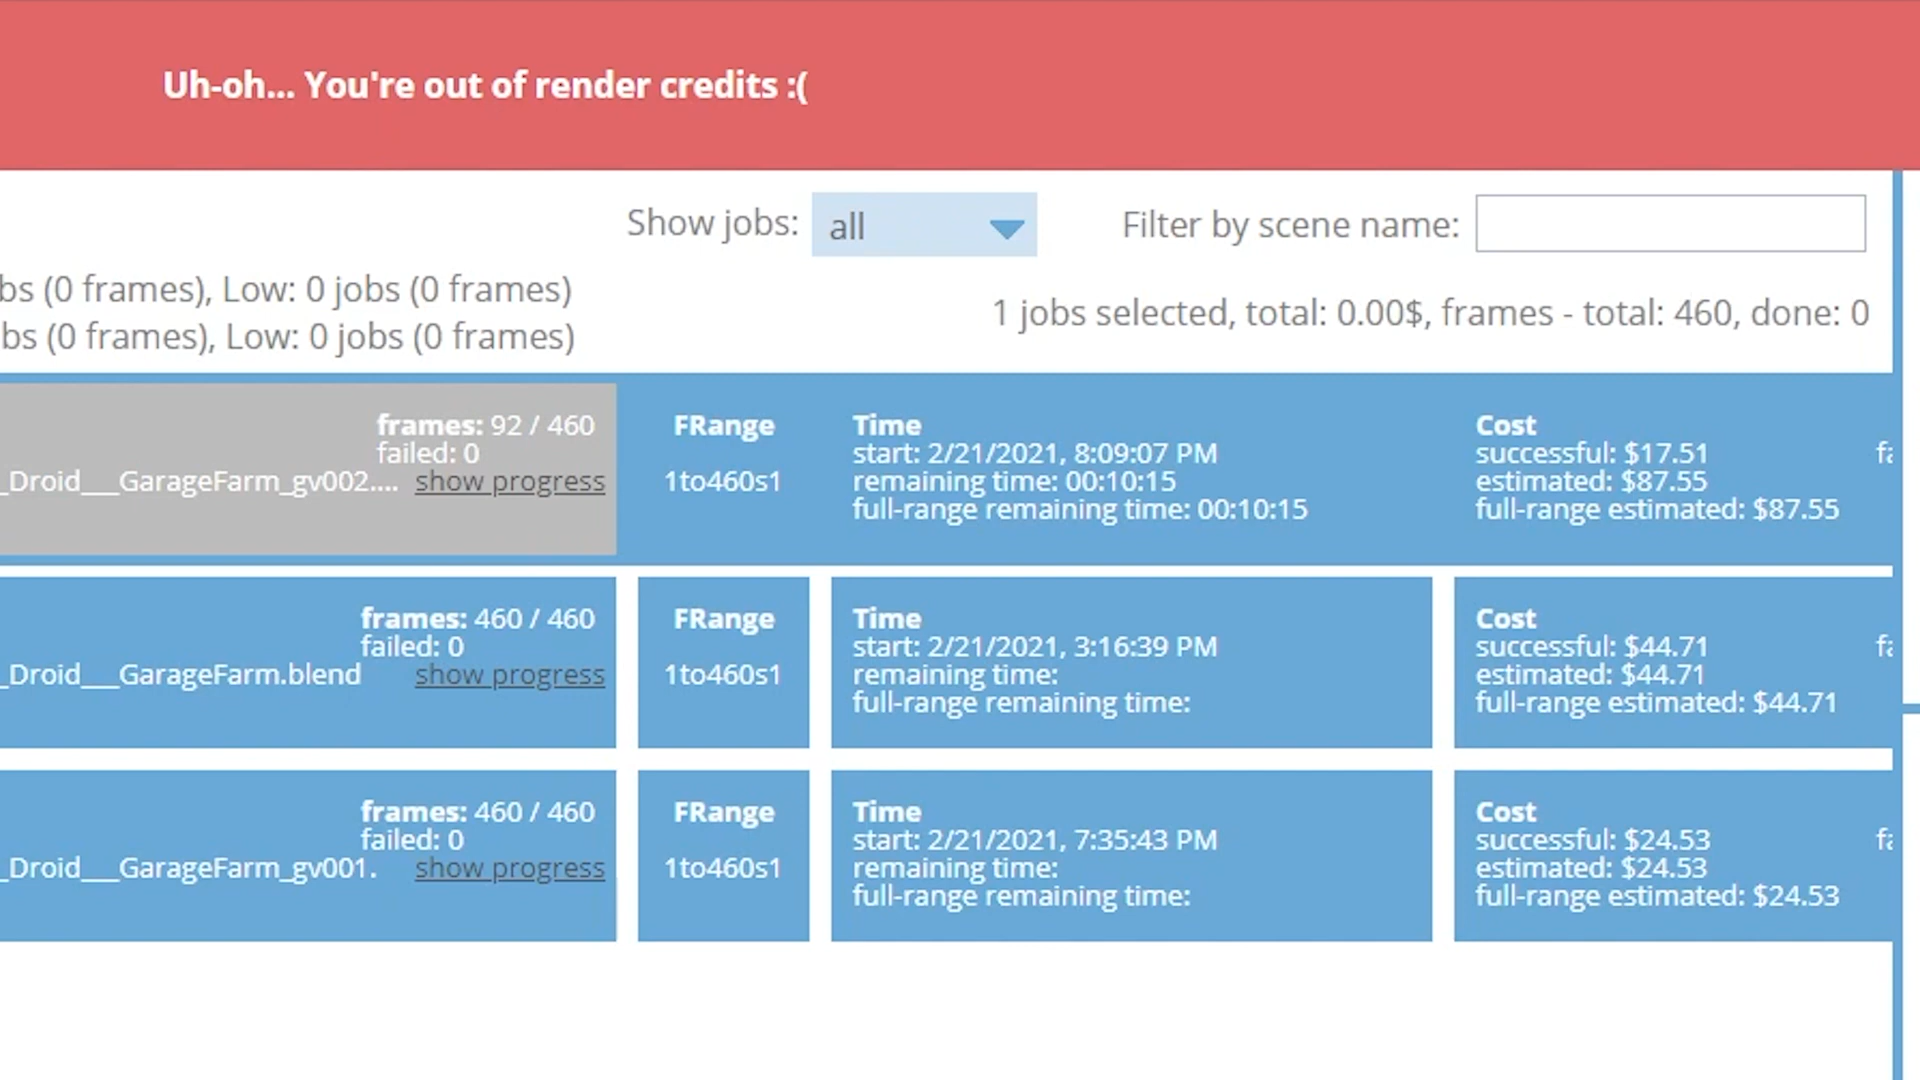 Uh-oh... You're out of render credits :(
Show jobs: all Filter by scene name:
bs (0 frames), Low: 0 jobs (0 frames)
bs (0 frames), Low: 0 jobs (0 frames)
1 jobs selected, total: 0.00$, frames - total: 460, done: 0
frames: 92 / 460
failed: 0
_Droid___GarageFarm_gv002.... show progress
FRange
1to460s1
Time
start: 2/21/2021, 8:09:07 PM
remaining time: 00:10:15
full-range remaining time: 00:10:15
Cost
successful: $17.51 fa
estimated: $87.55
full-range estimated: $87.55
frames: 460 / 460
failed: 0
_Droid___GarageFarm.blend show progress
FRange
1to460s1
Time
start: 2/21/2021, 3:16:39 PM
remaining time:
full-range remaining time:
Cost
successful: $44.71 fa
estimated: $44.71
full-range estimated: $44.71
frames: 460 / 460
failed: 0
_Droid___GarageFarm_gv001. show progress
FRange
1to460s1
Time
start: 2/21/2021, 7:35:43 PM
remaining time:
full-range remaining time:
Cost
successful: $24.53 fa
estimated: $24.53
full-range estimated: $24.53